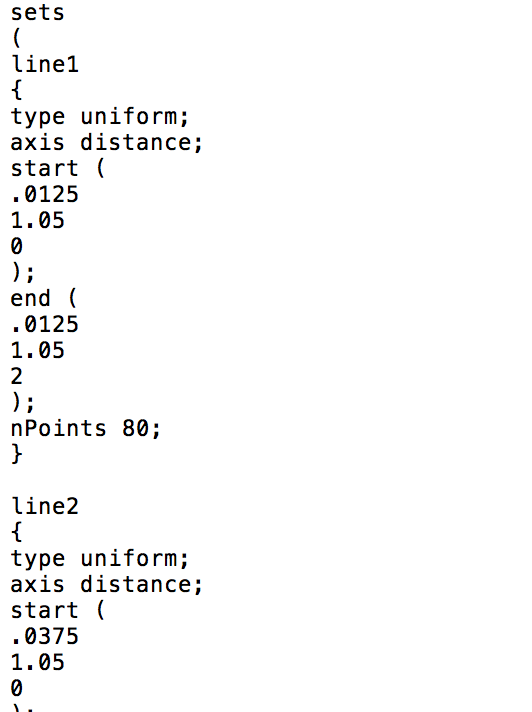 sets
(
line1
{
type uniform;
axis distance;
start (
.0125
1.05
0
);
end (
.0125
1.05
2
);
nPoints 80;
}

line2
{
type uniform;
axis distance;
start (
.0375
1.05
0
);